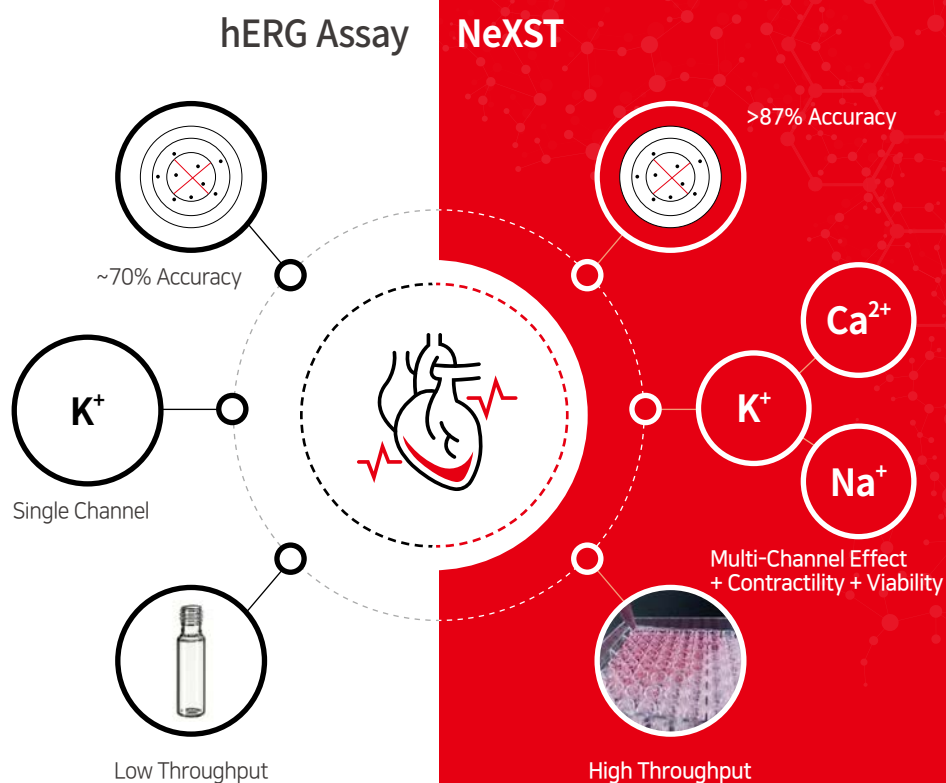 hERG Assay
NeXST
~70% Accuracy
>87% Accuracy
K⁺
Single Channel
Ca²⁺
K⁺
Na⁺
Multi-Channel Effect
+ Contractility + Viability
Low Throughput
High Throughput